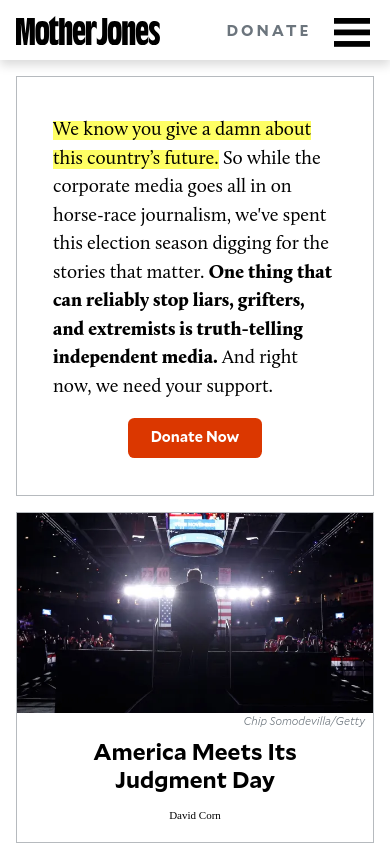 Mother Jones
DONATE
We know you give a damn about
this country’s future. So while the
corporate media goes all in on
horse-race journalism, we've spent
this election season digging for the
stories that matter. One thing that
can reliably stop liars, grifters,
and extremists is truth-telling
independent media. And right
now, we need your support.
Donate Now
Chip Somodevilla/Getty
America Meets Its
Judgment Day
David Corn